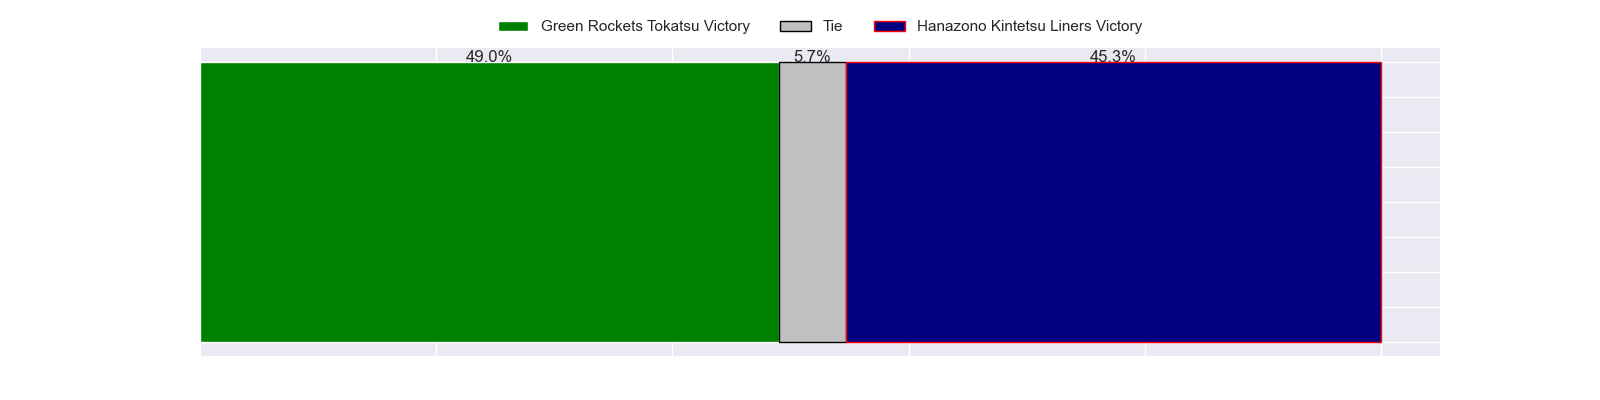 Green Rockets Tokatsu Victory Tie Hanazono Kintetsu Liners Victory
49.0% 5.7% 45.3%